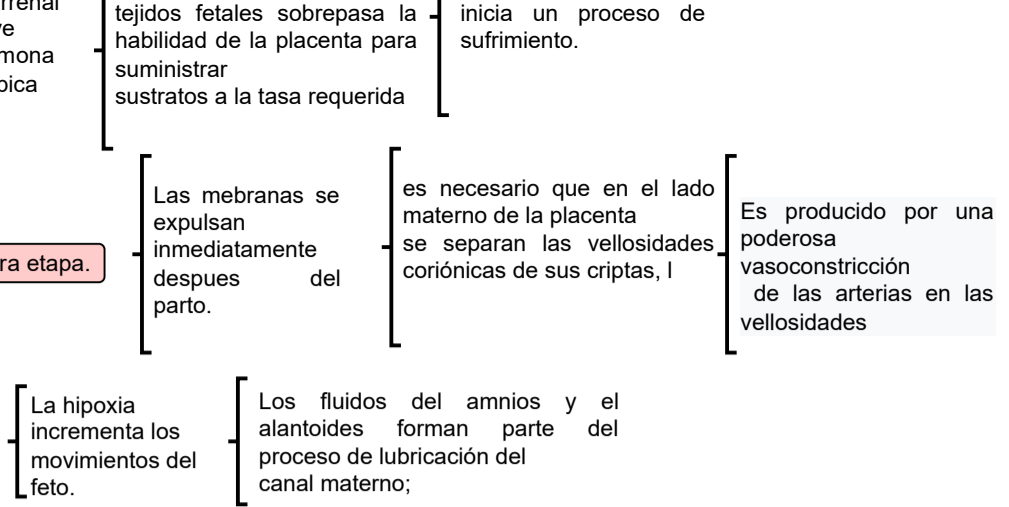 tejidos fetales sobrepasa la
habilidad de la placenta para
suministrar
sustratos a la tasa requerida
inicia un proceso de
sufrimiento.
Las mebranas se
expulsan
inmediatamente
despues del
parto.
es necesario que en el lado
materno de la placenta
se separan las vellosidades
coriónicas de sus criptas, l
Es producido por una
poderosa
vasoconstricción
de las arterias en las
vellosidades
ra etapa.
La hipoxia
incrementa los
movimientos del
feto.
Los fluidos del amnios y el
alantoides forman parte del
proceso de lubricación del
canal materno;